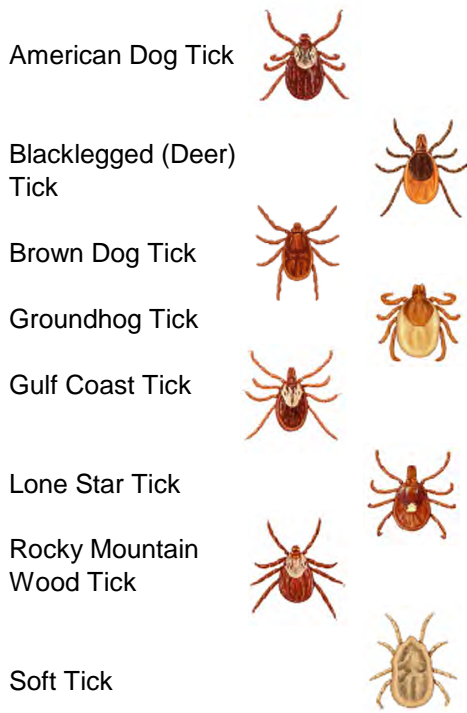 American Dog Tick
Blacklegged (Deer)
Tick
Brown Dog Tick
Groundhog Tick
Gulf Coast Tick
Lone Star Tick
Rocky Mountain
Wood Tick
Soft Tick